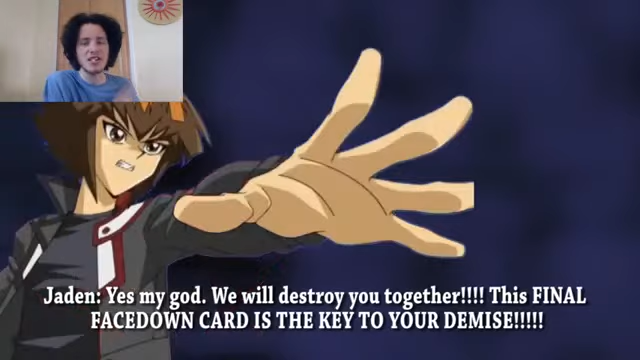 Jaden: Yes my god. We will destroy you together!!!! This FINAL
FACEDOWN CARD IS THE KEY TO YOUR DEMISE!!!!!